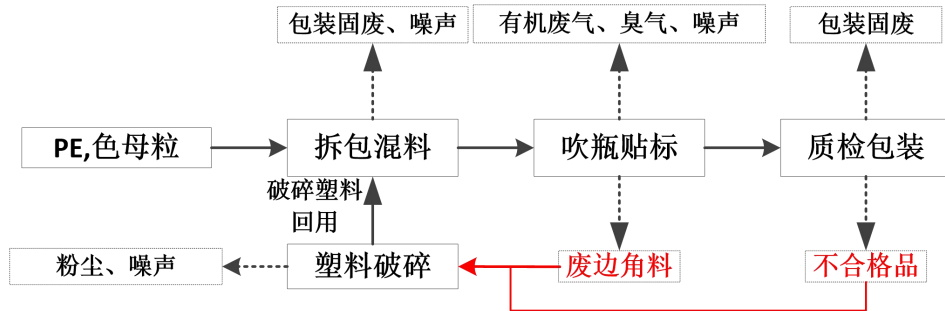 包装固废、噪声
有机废气、臭气、噪声
包装固废
PE,色母粒
拆包混料
吹瓶贴标
质检包装
破碎塑料
回用
粉尘、噪声
塑料破碎
废边角料
不合格品